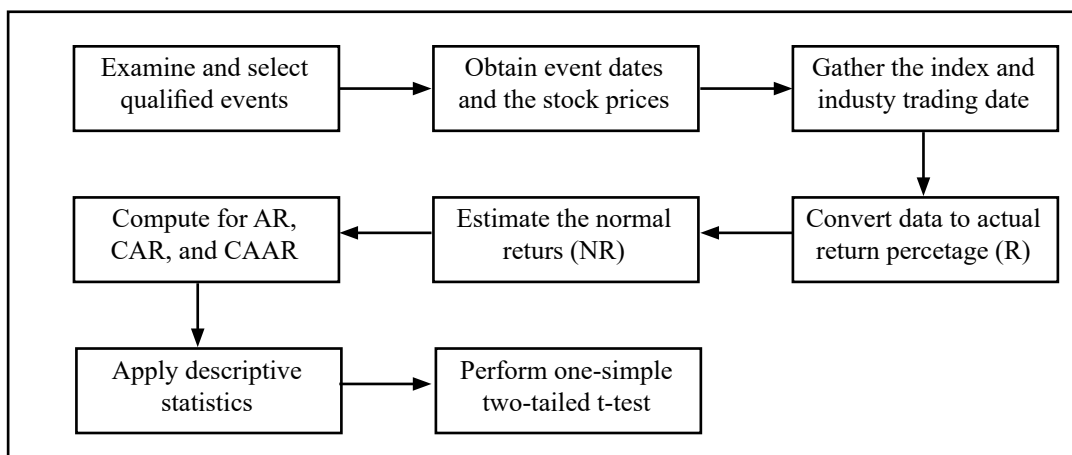 Examine and select
qualified events
Obtain event dates
and the stock prices
Gather the index and
industy trading date
Convert data to actual
return percetage (R)
Estimate the normal
returs (NR)
Compute for AR,
CAR, and CAAR
Apply descriptive
statistics
Perform one-simple
two-tailed t-test